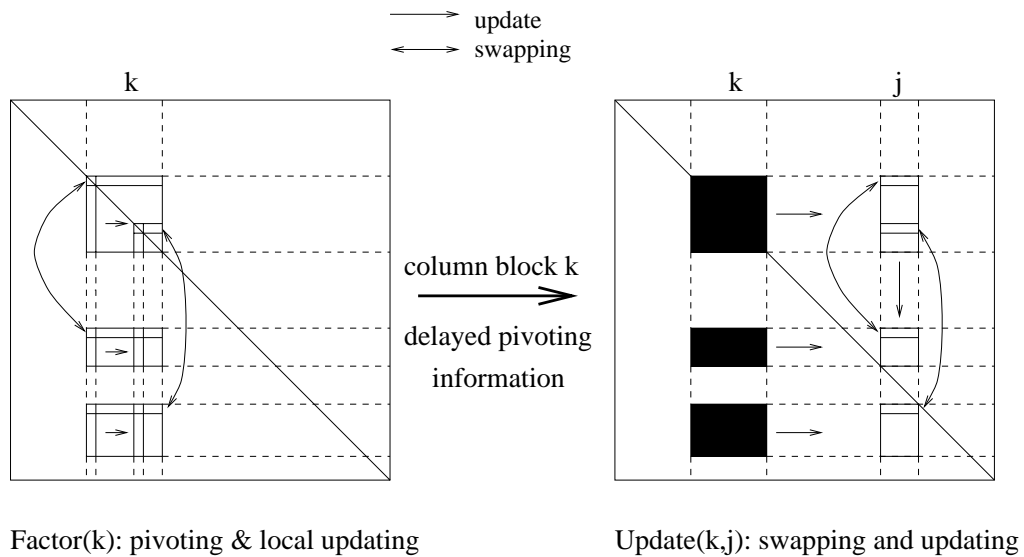 update
swapping
k
k
j
column block k
delayed pivoting
information
Factor(k): pivoting & local updating
Update(k,j): swapping and updating